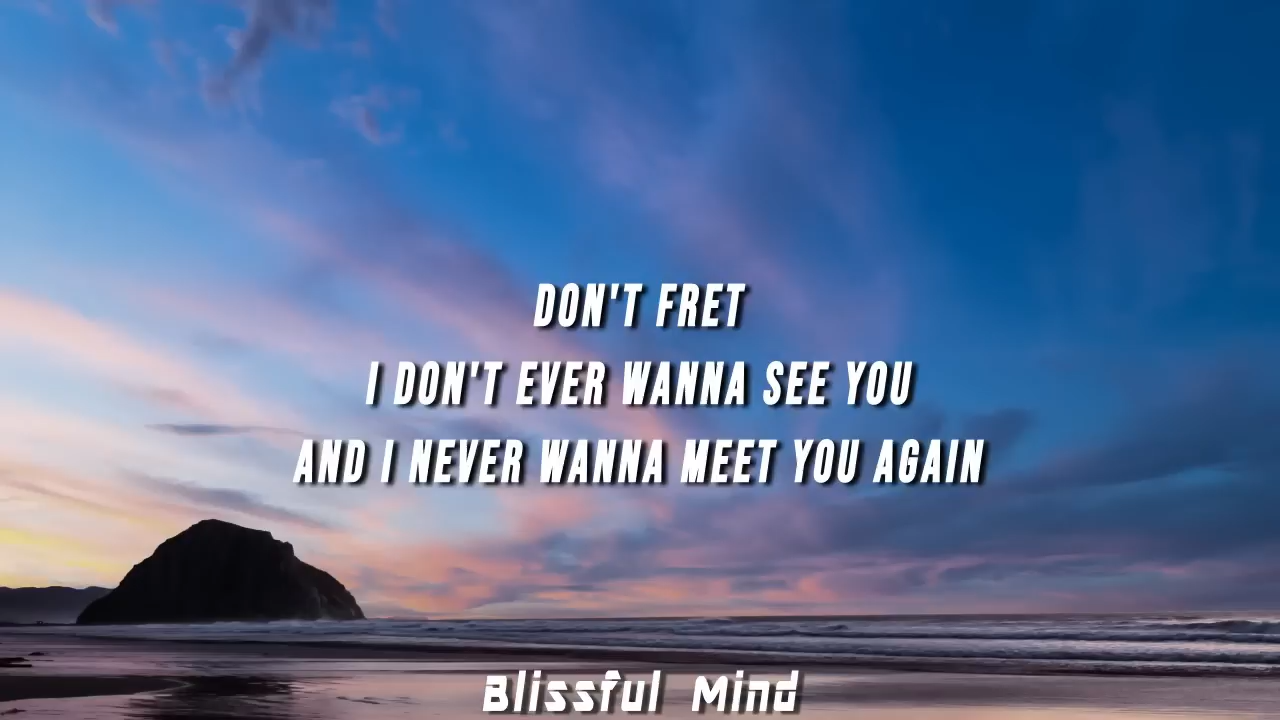 DON'T FRET
I DON'T EVER WANNA SEE YOU
AND I NEVER WANNA MEET YOU AGAIN
Blissful Mind